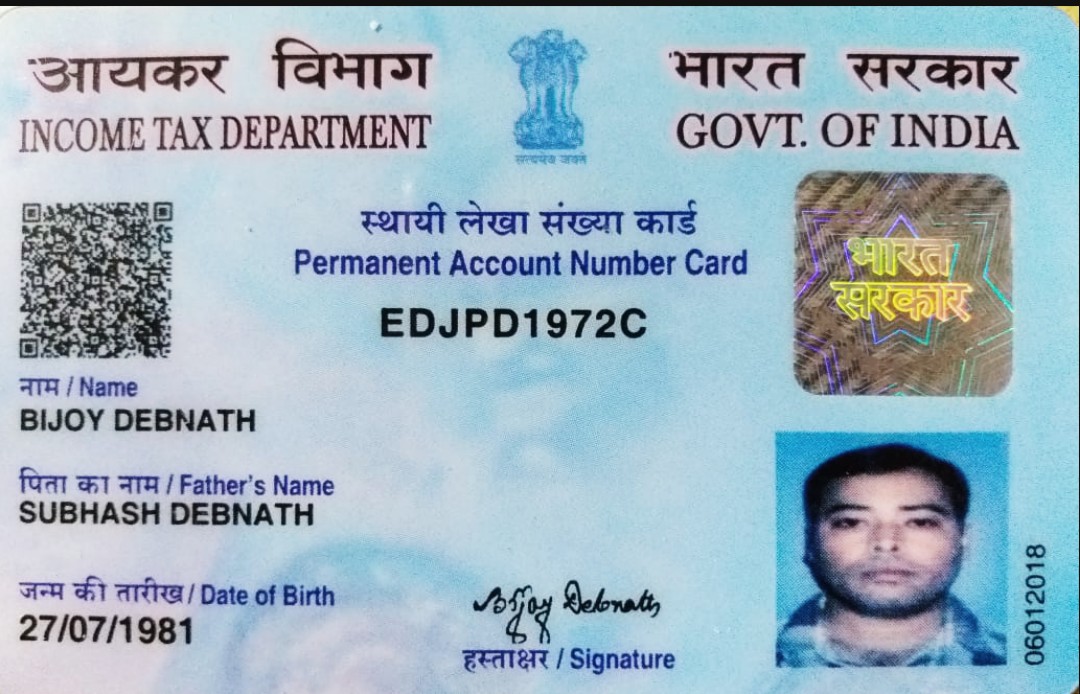 आयकर विभाग
INCOME TAX DEPARTMENT
सत्यमेव जयते
भारत सरकार
GOVT. OF INDIA
स्थायी लेखा संख्या कार्ड
Permanent Account Number Card
EDJPD1972C
भारत
सरकार
नाम / Name
BIJOY DEBNATH
पिता का नाम / Father's Name
SUBHASH DEBNATH
जन्म की तारीख / Date of Birth
27/07/1981
Bijoy Debnath
हस्ताक्षर / Signature
06012018